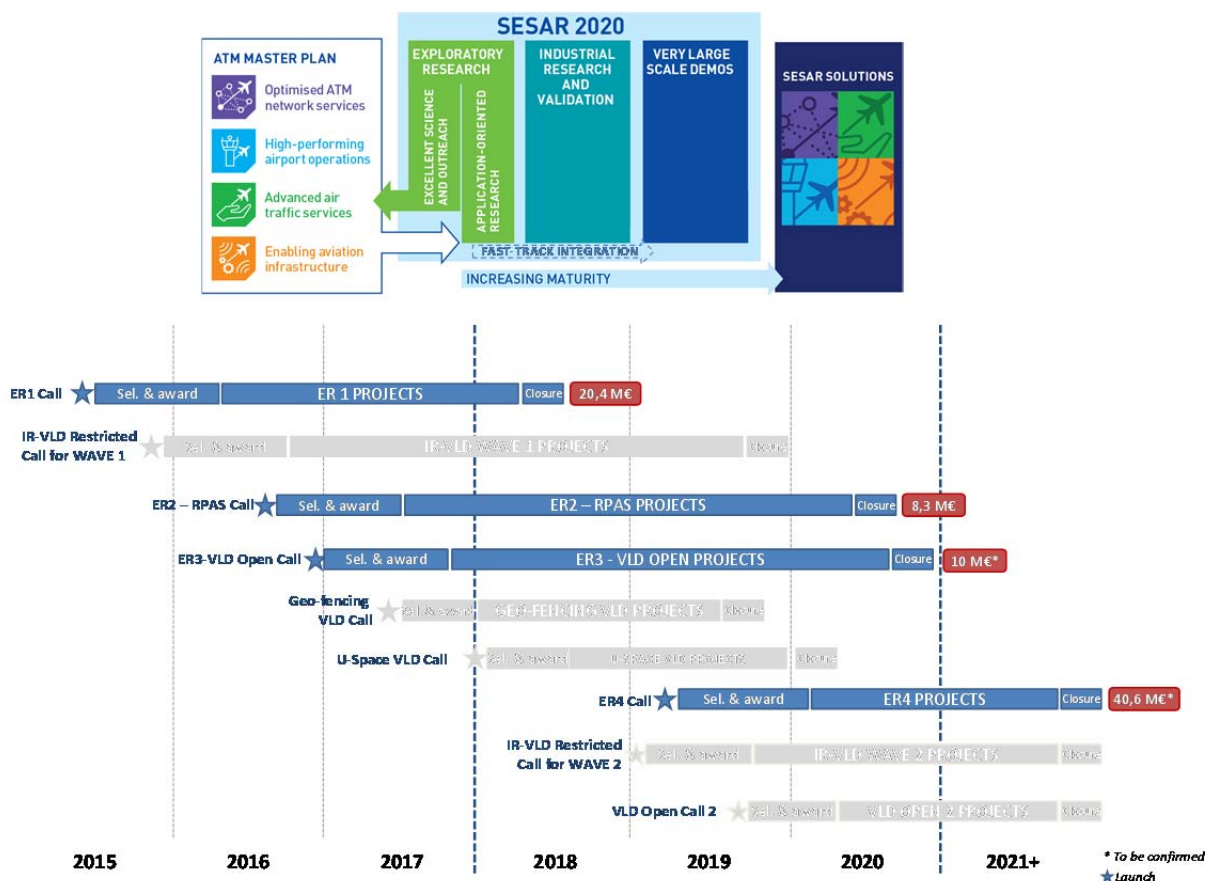 SESAR 2020
ATM MASTER PLAN
Optimised ATM
network services
High-performing
airport operations
Advanced air
traffic services
Enabling aviation
infrastructure
EXPLORATORY
RESEARCH
EXCELLENT SCIENCE
AND OUTREACH
APPLICATION-ORIENTED
RESEARCH
INDUSTRIAL
RESEARCH
AND
VALIDATION
VERY LARGE
SCALE DEMOS
SESAR SOLUTIONS
FAST-TRACK INTEGRATION
INCREASING MATURITY
ER1 Call
Sel. & award
ER 1 PROJECTS
Closure
20,4 M€
IR-VLD Restricted
Call for WAVE 1
Sel. & award
IR-VLD WAVE 1 PROJECTS
Closure
ER2 – RPAS Call
Sel. & award
ER2 – RPAS PROJECTS
Closure
8,3 M€
ER3-VLD Open Call
Sel. & award
ER3 - VLD OPEN PROJECTS
Closure
10 M€*
Geo-fencing
VLD Call
Sel. & award
GEO-FENCING VLD PROJECTS
Closure
U-Space VLD Call
Sel. & award
U-SPACE VLD PROJECTS
Closure
ER4 Call
Sel. & award
ER4 PROJECTS
Closure
40,6 M€*
IR-VLD Restricted
Call for WAVE 2
Sel. & award
IR-VLD WAVE 2 PROJECTS
Closure
VLD Open Call 2
Sel. & award
VLD OPEN 2 PROJECTS
Closure
2015
2016
2017
2018
2019
2020
2021+
* To be confirmed
Launch